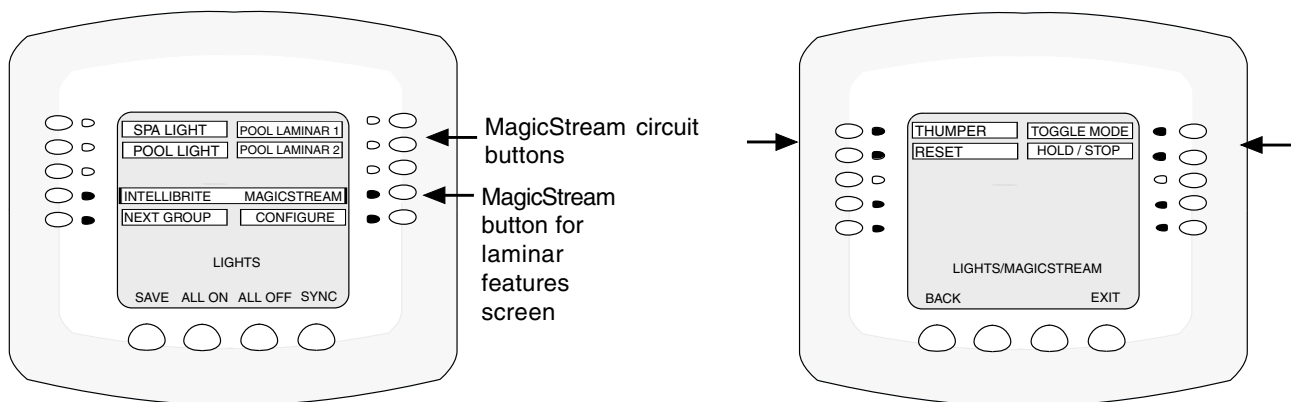 SPA LIGHT POOL LAMINAR 1
POOL LIGHT POOL LAMINAR 2
INTELLIBRITE MAGICSTREAM
NEXT GROUP CONFIGURE
LIGHTS
SAVE ALL ON ALL OFF SYNC
MagicStream circuit
buttons
MagicStream
button for
laminar
features
screen
THUMPER TOGGLE MODE
RESET HOLD / STOP
LIGHTS/MAGICSTREAM
BACK EXIT